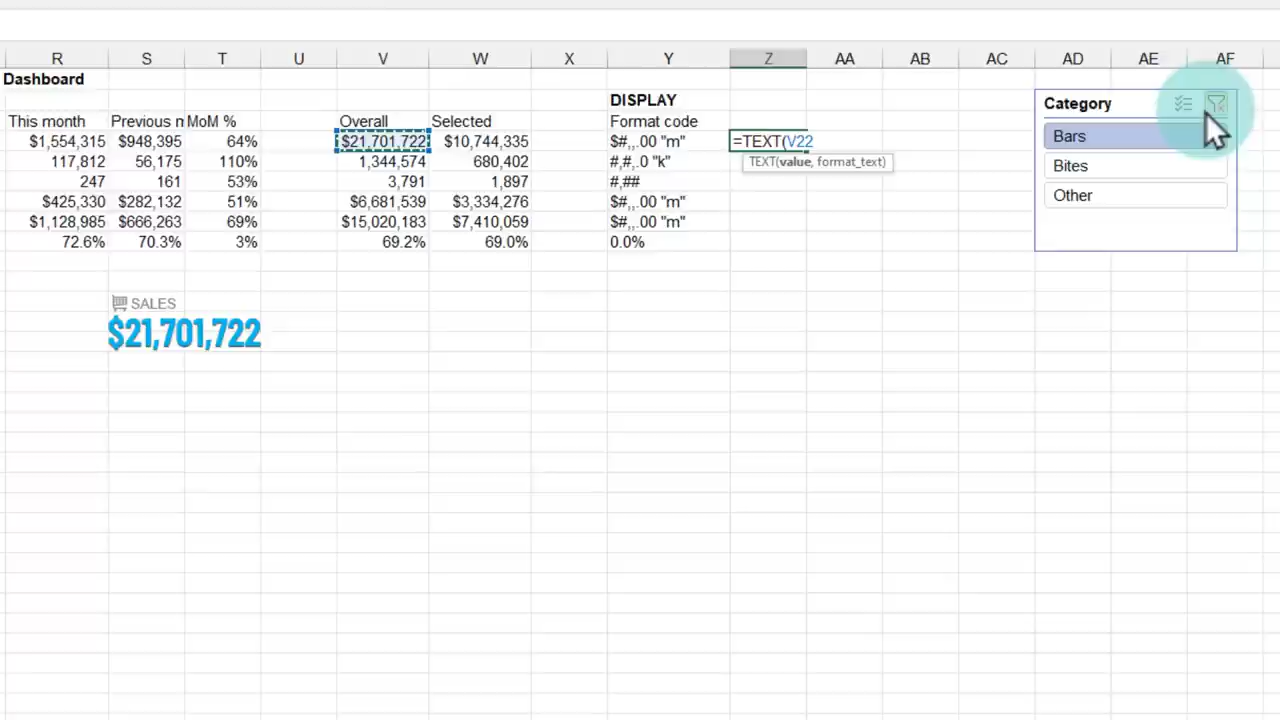 R S T U V W X Y Z AA AB AC AD AE AF
Dashboard
DISPLAY
Category
This month Previous m MoM % Overall Selected Format code
$1,554,315 $948,395 64% $21,701,722 $10,744,335 $#,,.00 "m" =TEXT(V22
Bars
117,812 56,175 110% 1,344,574 680,402 #,#,.0 "k" TEXT(value, format_text)
Bites
247 161 53% 3,791 1,897 #,##
Other
$425,330 $282,132 51% $6,681,539 $3,334,276 $#,,.00 "m"
$1,128,985 $666,263 69% $15,020,183 $7,410,059 $#,,.00 "m"
72.6% 70.3% 3% 69.2% 69.0% 0.0%
SALES
$21,701,722